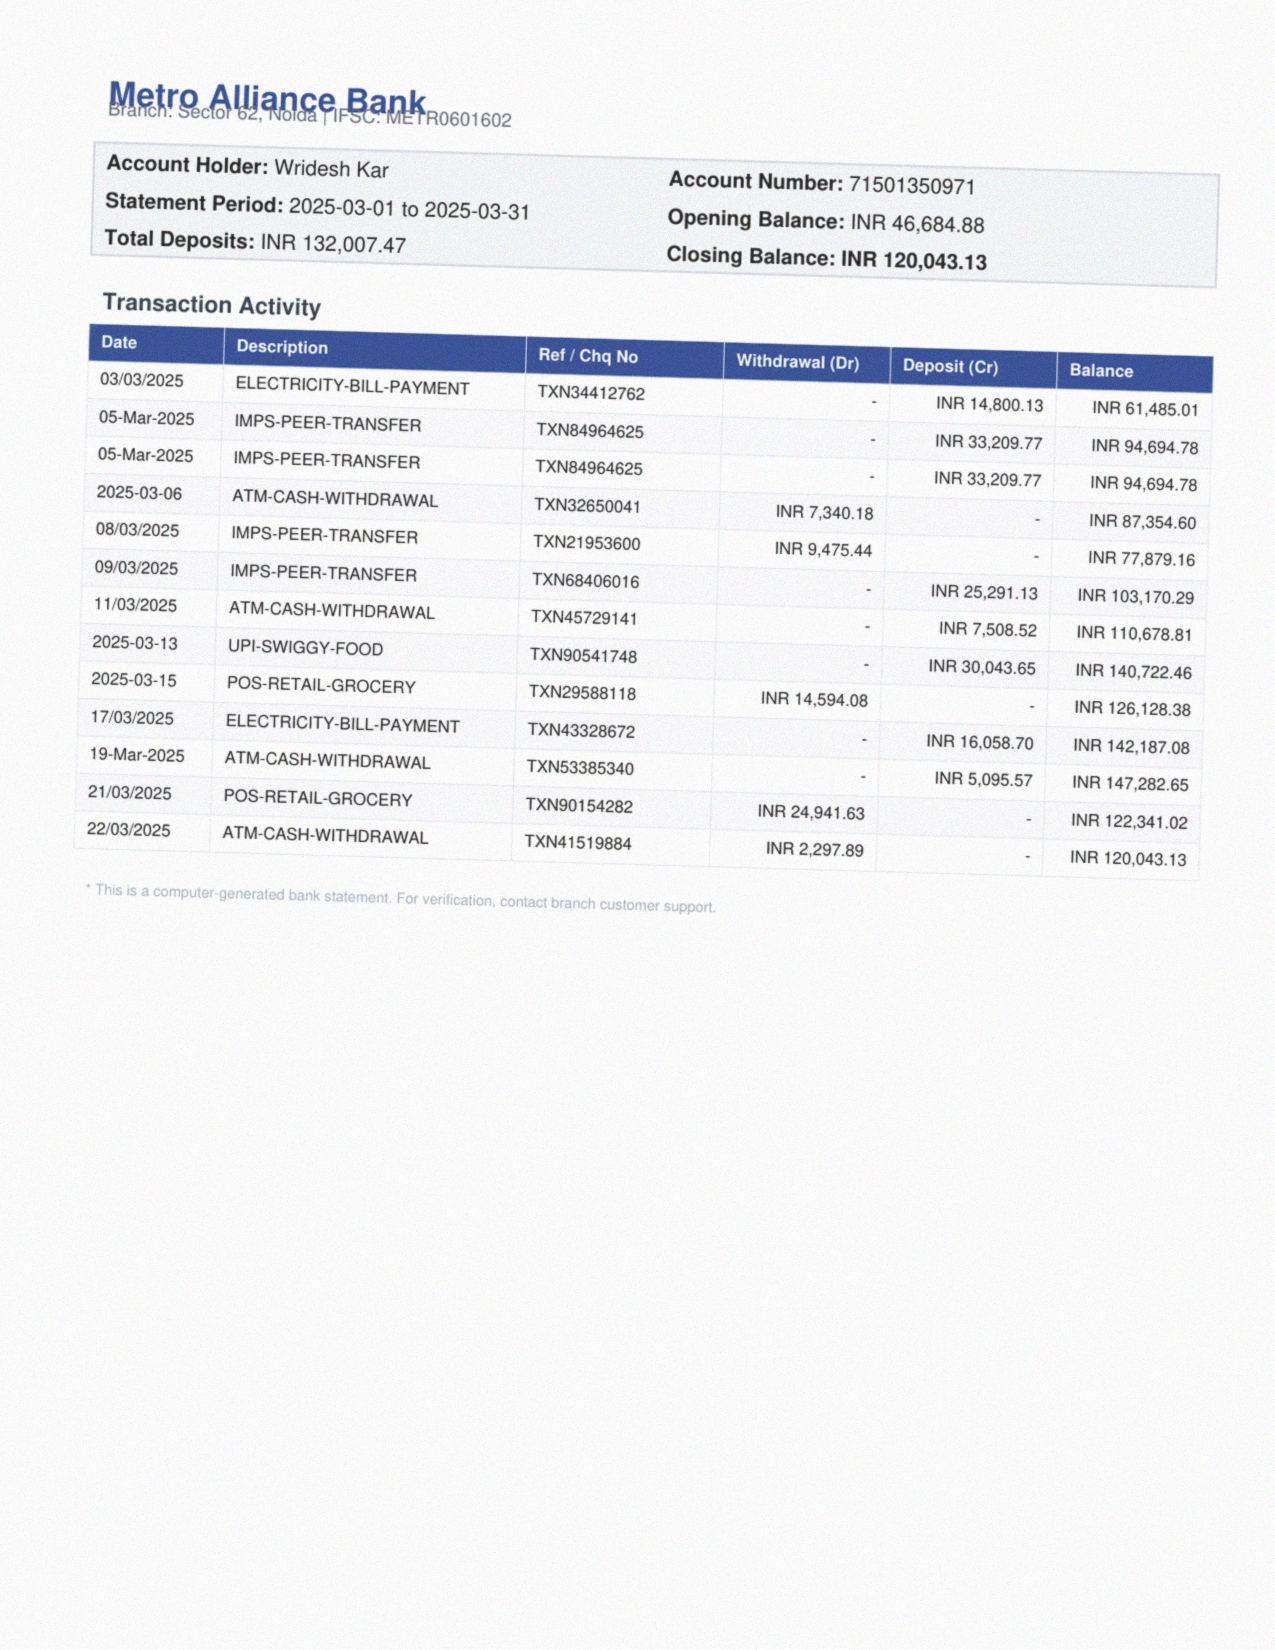 Metro Alliance Bank
Branch: Sector 62, Noida | IFSC: METR0601602
Account Holder: Wridesh Kar Account Number: 71501350971
Statement Period: 2025-03-01 to 2025-03-31 Opening Balance: INR 46,684.88
Total Deposits: INR 132,007.47 Closing Balance: INR 120,043.13
Transaction Activity
Date Description Ref / Chq No Withdrawal (Dr) Deposit (Cr) Balance
03/03/2025 ELECTRICITY-BILL-PAYMENT TXN34412762 - INR 14,800.13 INR 61,485.01
05-Mar-2025 IMPS-PEER-TRANSFER TXN84964625 - INR 33,209.77 INR 94,694.78
05-Mar-2025 IMPS-PEER-TRANSFER TXN84964625 - INR 33,209.77 INR 94,694.78
2025-03-06 ATM-CASH-WITHDRAWAL TXN32650041 INR 7,340.18 - INR 87,354.60
08/03/2025 IMPS-PEER-TRANSFER TXN21953600 INR 9,475.44 - INR 77,879.16
09/03/2025 IMPS-PEER-TRANSFER TXN68406016 - INR 25,291.13 INR 103,170.29
11/03/2025 ATM-CASH-WITHDRAWAL TXN45729141 - INR 7,508.52 INR 110,678.81
2025-03-13 UPI-SWIGGY-FOOD TXN90541748 - INR 30,043.65 INR 140,722.46
2025-03-15 POS-RETAIL-GROCERY TXN29588118 INR 14,594.08 - INR 126,128.38
17/03/2025 ELECTRICITY-BILL-PAYMENT TXN43328672 - INR 16,058.70 INR 142,187.08
19-Mar-2025 ATM-CASH-WITHDRAWAL TXN53385340 - INR 5,095.57 INR 147,282.65
21/03/2025 POS-RETAIL-GROCERY TXN90154282 INR 24,941.63 - INR 122,341.02
22/03/2025 ATM-CASH-WITHDRAWAL TXN41519884 INR 2,297.89 - INR 120,043.13
* This is a computer-generated bank statement. For verification, contact branch customer support.